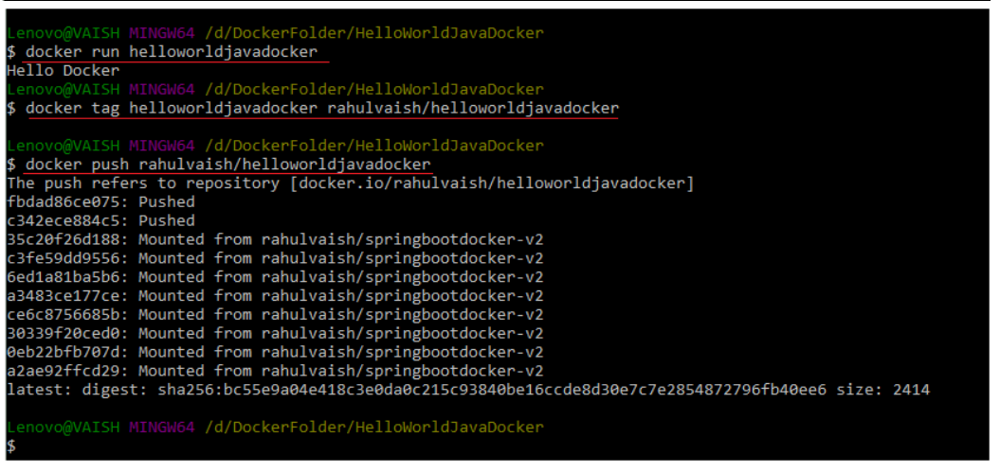 Lenovo@VAISH MINGW64 /d/DockerFolder/HelloWorldJavaDocker
$ docker run helloworldjavadocker
Hello Docker
Lenovo@VAISH MINGW64 /d/DockerFolder/HelloWorldJavaDocker
$ docker tag helloworldjavadocker rahulvaish/helloworldjavadocker
Lenovo@VAISH MINGW64 /d/DockerFolder/HelloWorldJavaDocker
$ docker push rahulvaish/helloworldjavadocker
The push refers to repository [docker.io/rahulvaish/helloworldjavadocker]
fbdad86ce075: Pushed
c342ece884c5: Pushed
35c20f26d188: Mounted from rahulvaish/springbootdocker-v2
c3fe59dd9556: Mounted from rahulvaish/springbootdocker-v2
6ed1a81ba5b6: Mounted from rahulvaish/springbootdocker-v2
a3483ce177ce: Mounted from rahulvaish/springbootdocker-v2
ce6c8756685b: Mounted from rahulvaish/springbootdocker-v2
30339f20ced0: Mounted from rahulvaish/springbootdocker-v2
0eb22bfb707d: Mounted from rahulvaish/springbootdocker-v2
a2ae92ffcd29: Mounted from rahulvaish/springbootdocker-v2
latest: digest: sha256:bc55e9a04e418c3e0da0c215c93840be16ccde8d30e7c7e2854872796fb40ee6 size: 2414
Lenovo@VAISH MINGW64 /d/DockerFolder/HelloWorldJavaDocker
$